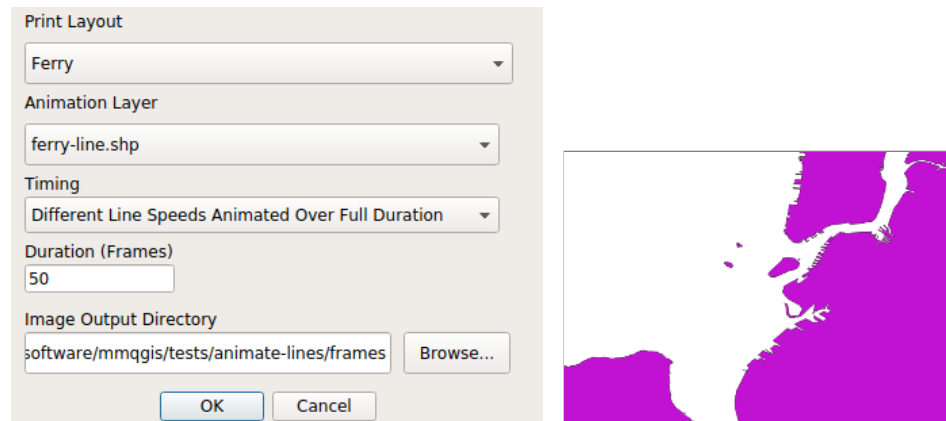 Print Layout
Ferry
Animation Layer
ferry-line.shp
Timing
Different Line Speeds Animated Over Full Duration
Duration (Frames)
50
Image Output Directory
software/mmqgis/tests/animate-lines/frames Browse...
OK Cancel